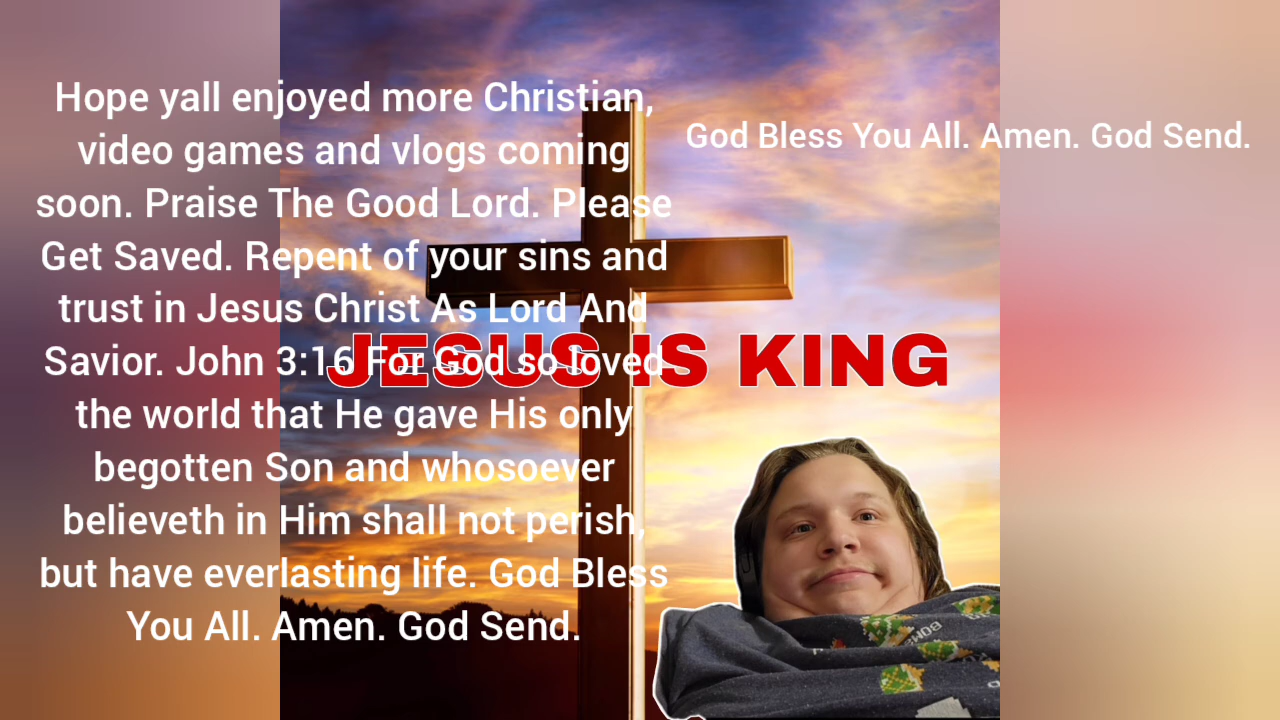 Hope yall enjoyed more Christian,
video games and vlogs coming
soon. Praise The Good Lord. Please
Get Saved. Repent of your sins and
trust in Jesus Christ As Lord And
Savior. John 3:16 For God so loved
the world that He gave His only
begotten Son and whosoever
believeth in Him shall not perish,
but have everlasting life. God Bless
You All. Amen. God Send.
God Bless You All. Amen. God Send.
JESUS IS KING